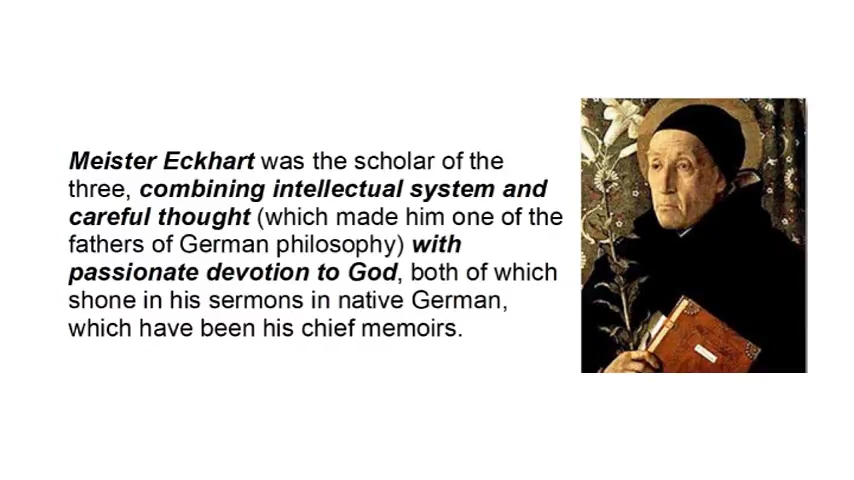 Meister Eckhart was the scholar of the
three, combining intellectual system and
careful thought (which made him one of the
fathers of German philosophy) with
passionate devotion to God, both of which
shone in his sermons in native German,
which have been his chief memoirs.